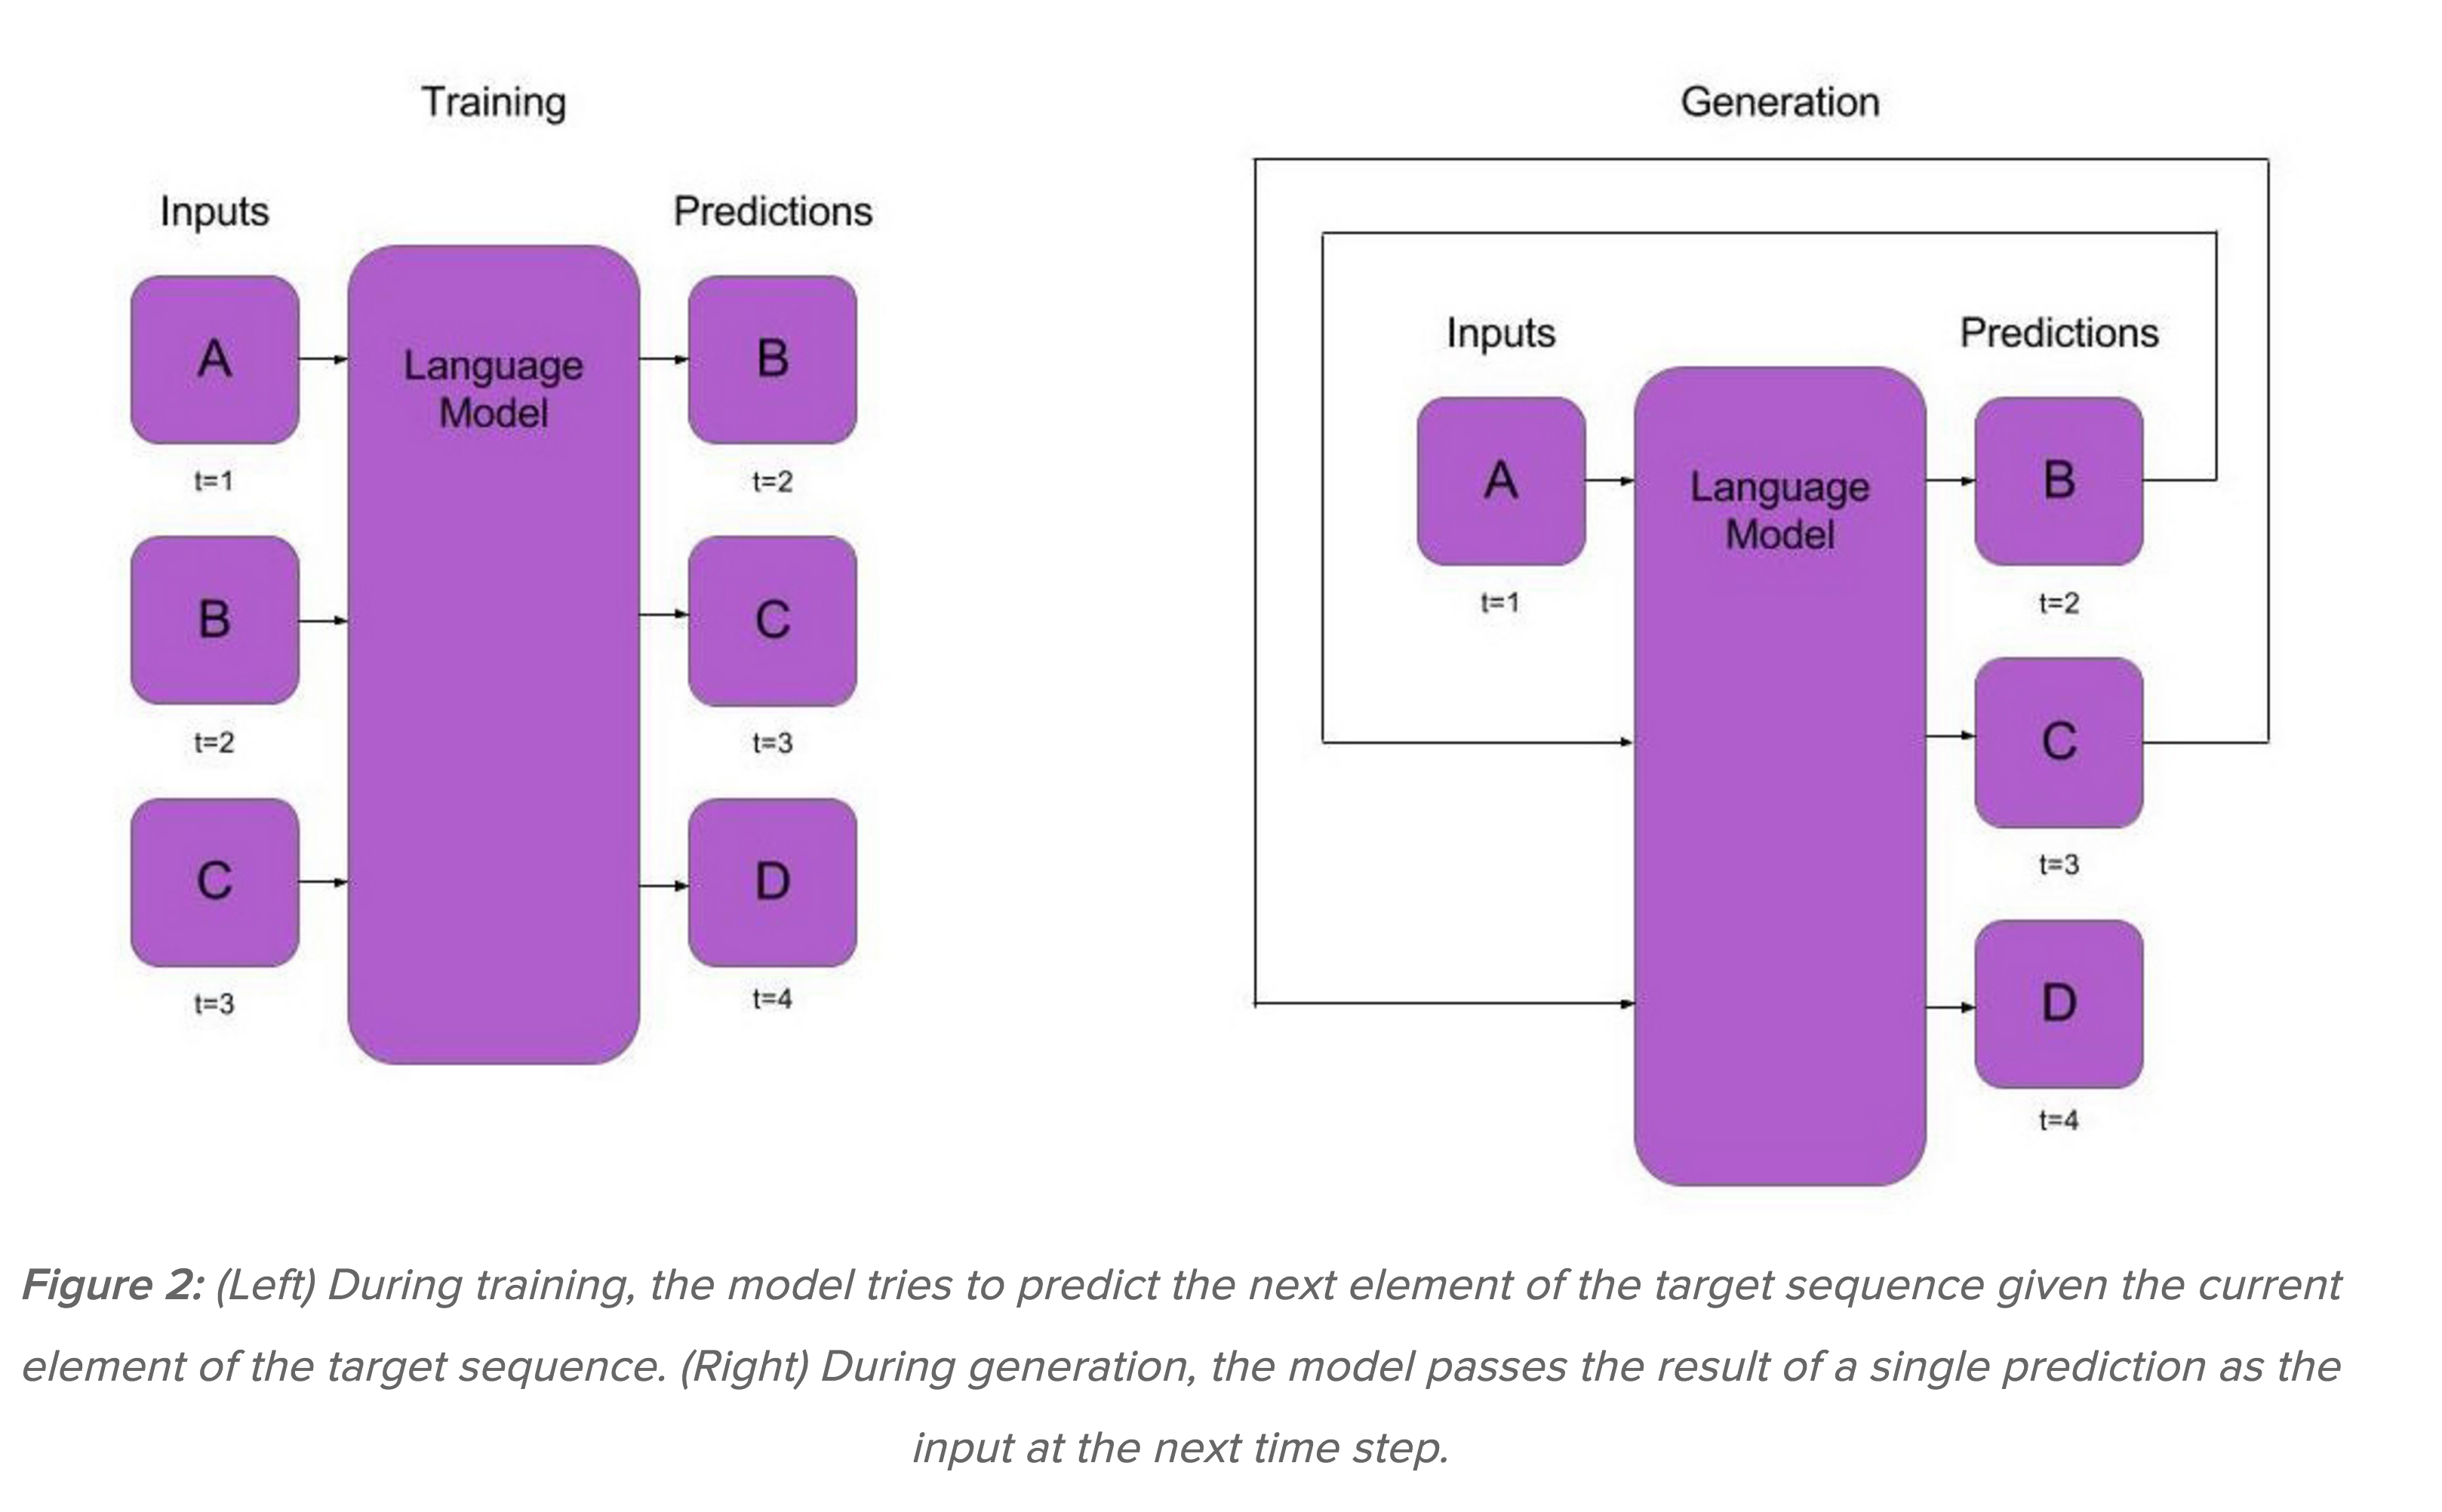 Training
Inputs
Predictions
A
Language
Model
B
t=1
t=2
B
C
t=2
t=3
C
D
t=3
t=4
Generation
Inputs
Predictions
A
Language
Model
B
t=1
t=2
C
t=3
D
t=4
Figure 2: (Left) During training, the model tries to predict the next element of the target sequence given the current
element of the target sequence. (Right) During generation, the model passes the result of a single prediction as the
input at the next time step.